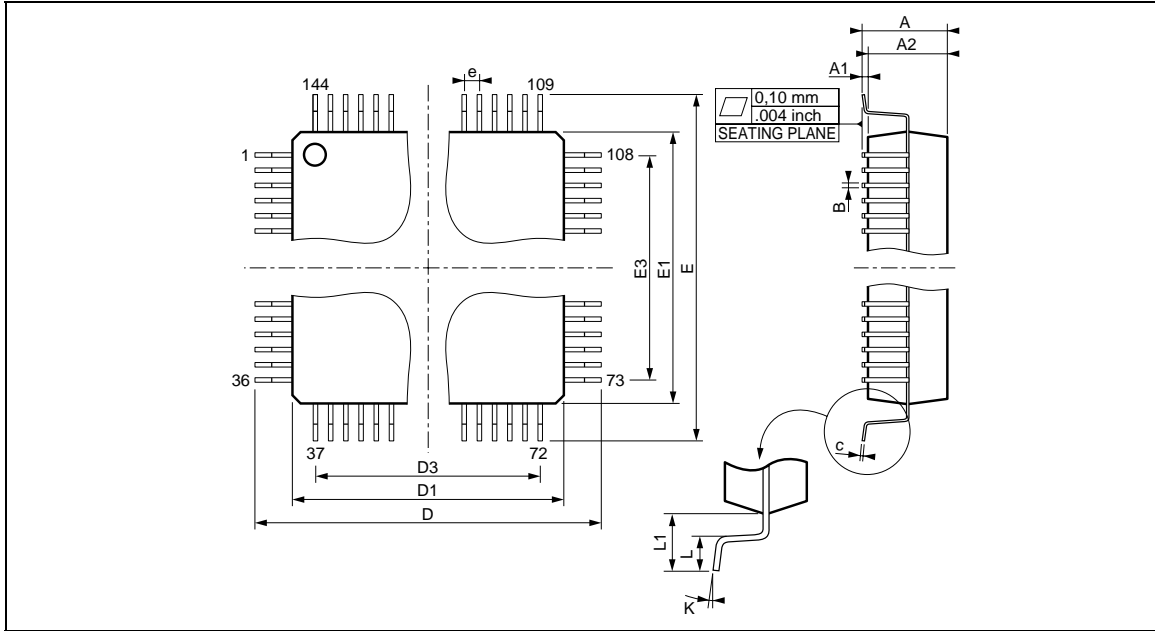 A
A2
A1
e
144
109
0,10 mm
.004 inch
SEATING PLANE
1
108
B
E3
E1
E
36
73
37
72
c
D3
D1
D
L1
L
K